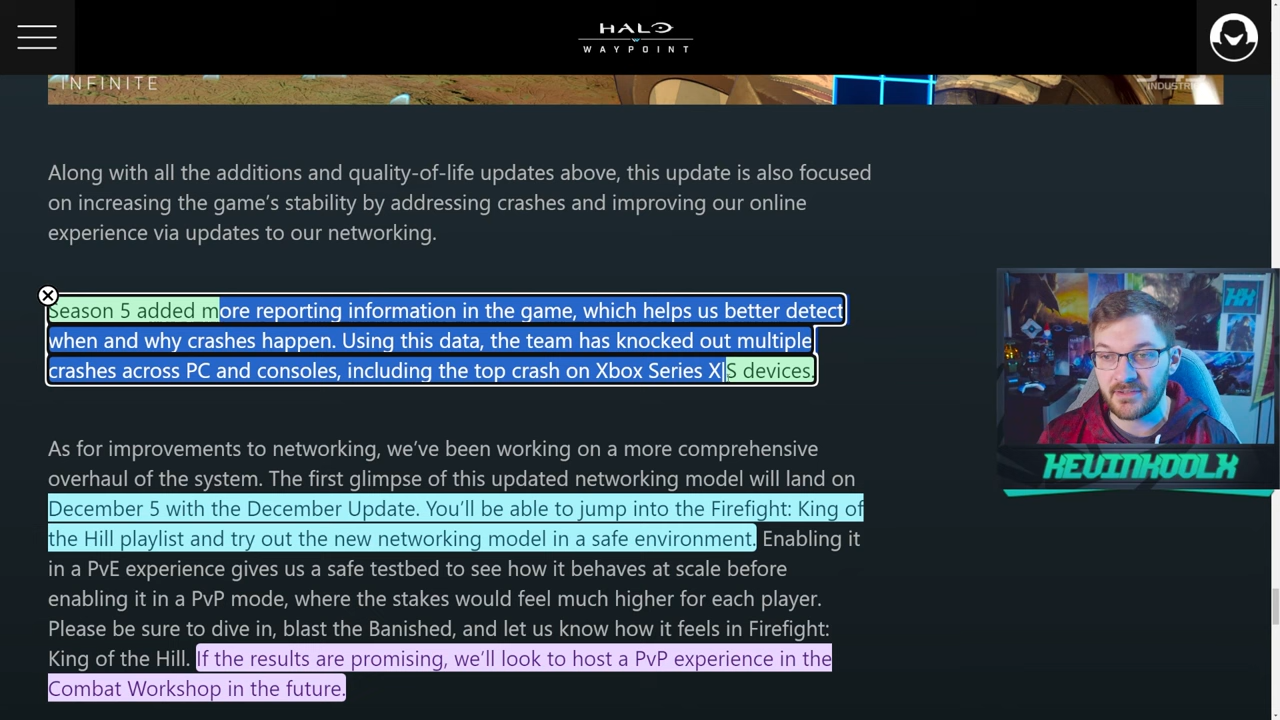 HALO
WAYPOINT
INFINITE
343
INDUSTRIES
Along with all the additions and quality-of-life updates above, this update is also focused
on increasing the game’s stability by addressing crashes and improving our online
experience via updates to our networking.
Season 5 added more reporting information in the game, which helps us better detect
when and why crashes happen. Using this data, the team has knocked out multiple
crashes across PC and consoles, including the top crash on Xbox Series X|S devices.
As for improvements to networking, we’ve been working on a more comprehensive
overhaul of the system. The first glimpse of this updated networking model will land on
December 5 with the December Update. You’ll be able to jump into the Firefight: King of
the Hill playlist and try out the new networking model in a safe environment. Enabling it
in a PvE experience gives us a safe testbed to see how it behaves at scale before
enabling it in a PvP mode, where the stakes would feel much higher for each player.
Please be sure to dive in, blast the Banished, and let us know how it feels in Firefight:
King of the Hill. If the results are promising, we’ll look to host a PvP experience in the
Combat Workshop in the future.
KEVINKOOLX